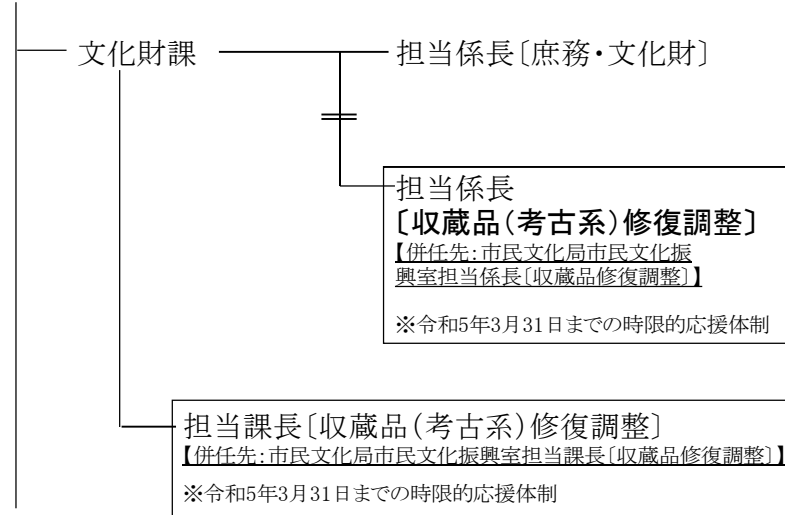 文化財課
担当係長〔庶務・文化財〕
担当係長
〔収蔵品(考古系)修復調整〕
【併任先:市民文化局市民文化振
興室担当係長〔収蔵品修復調整〕】
※令和5年3月31日までの時限的応援体制
担当課長〔収蔵品(考古系)修復調整〕
【併任先:市民文化局市民文化振興室担当課長〔収蔵品修復調整〕】
※令和5年3月31日までの時限的応援体制